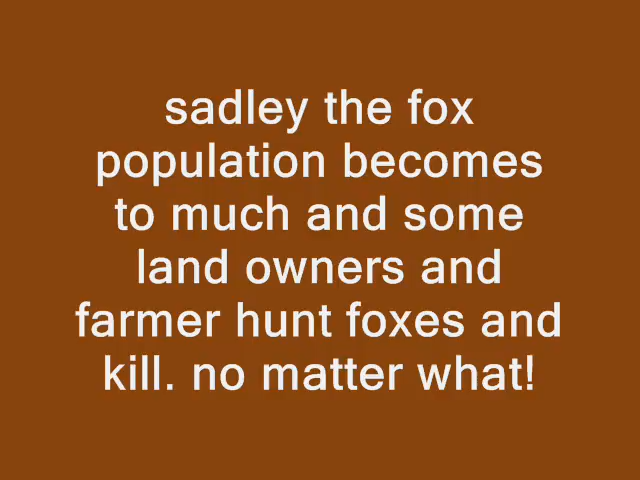 sadley the fox
population becomes
to much and some
land owners and
farmer hunt foxes and
kill. no matter what!